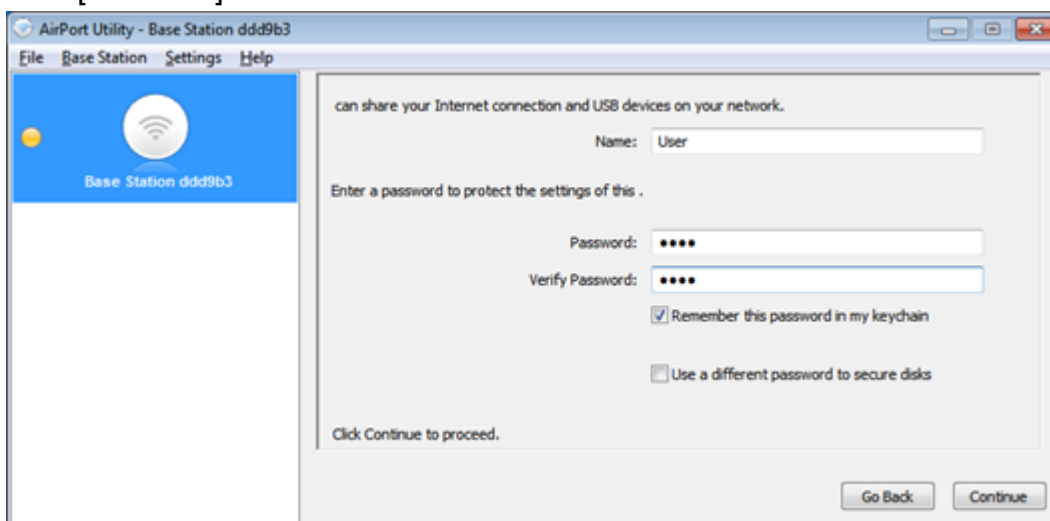 AirPort Utility - Base Station ddd9b3
File Base Station Settings Help
Base Station ddd9b3
can share your Internet connection and USB devices on your network.
Name: User
Enter a password to protect the settings of this .
Password: ••••
Verify Password: ••••
Remember this password in my keychain
Use a different password to secure disks
Click Continue to proceed.
Go Back Continue